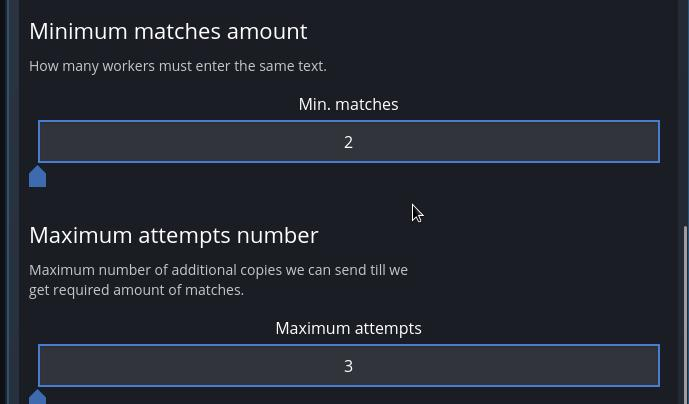 Minimum matches amount
How many workers must enter the same text.
Min. matches
2
Maximum attempts number
Maximum number of additional copies we can send till we
get required amount of matches.
Maximum attempts
3